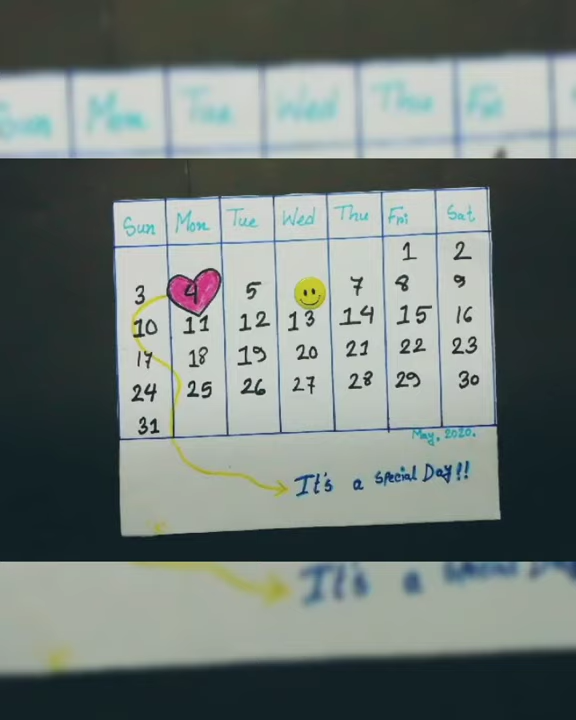 Sun Mon Tue Wed Thu Fri Sat
1 2
3 4 5 7 8 9
10 11 12 13 14 15 16
17 18 19 20 21 22 23
24 25 26 27 28 29 30
31
May, 2020.
It's a special Day!!